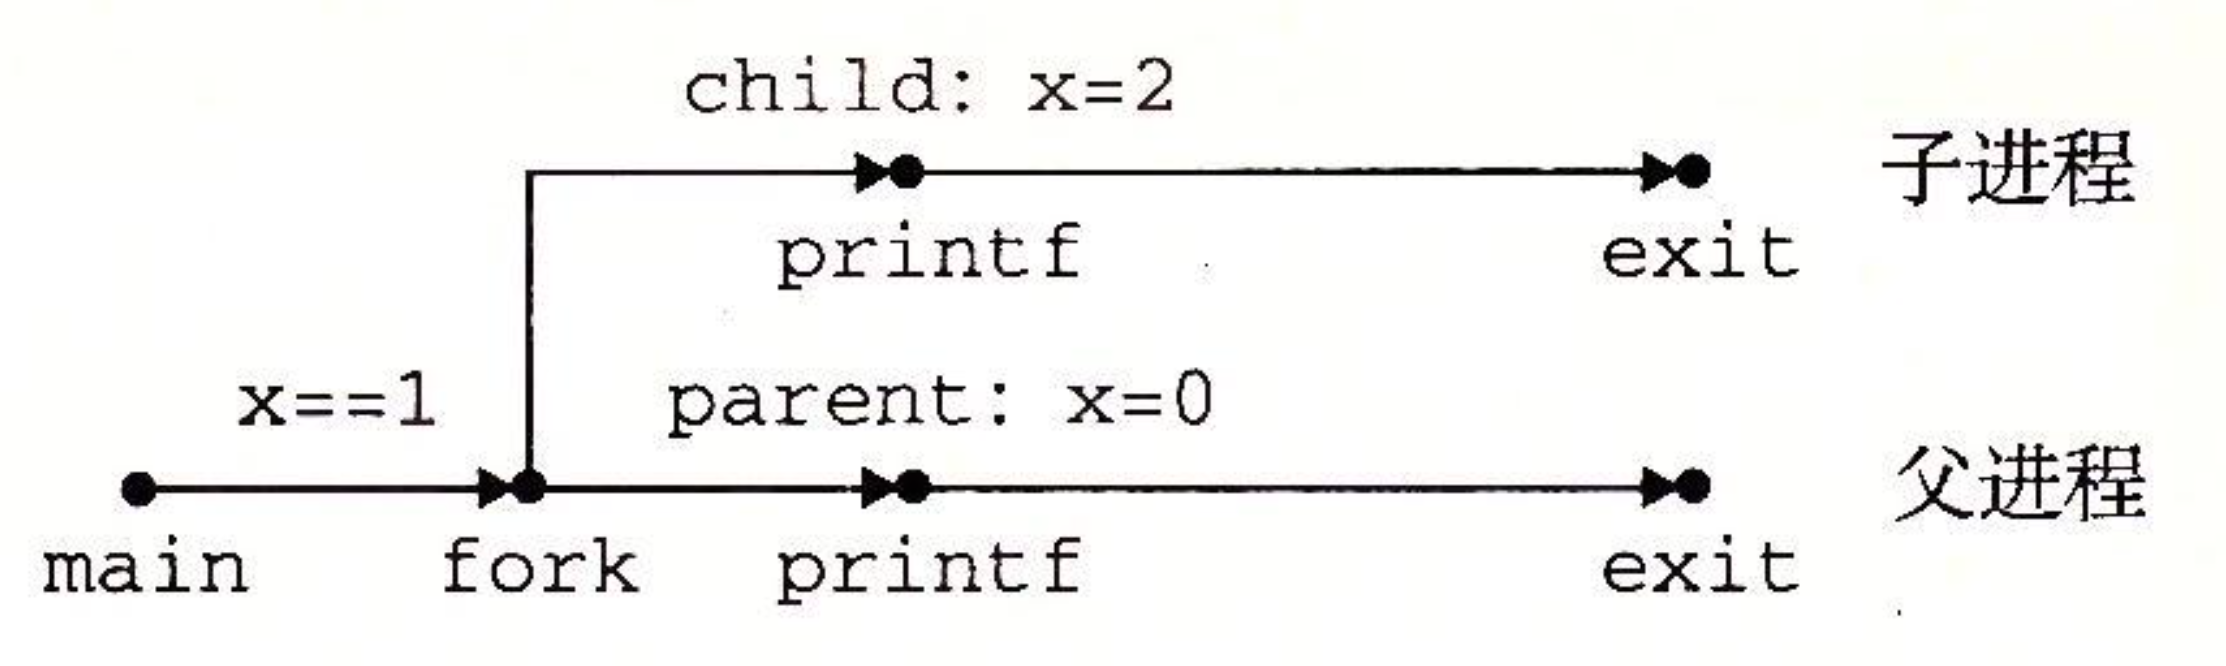 child: x=2
子进程
printf
exit
x==1
parent: x=0
父进程
main
fork
printf
exit